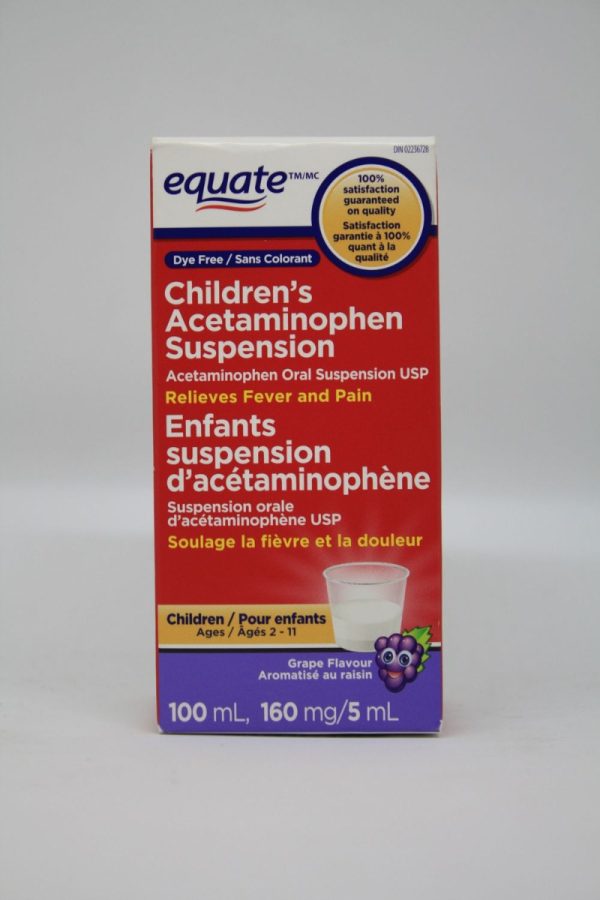 DIN 02236728
equate TM/MC
100%
satisfaction
guaranteed
on quality
Satisfaction
garantie à 100%
quant à la
qualité
Dye Free / Sans Colorant
Children's
Acetaminophen
Suspension
Acetaminophen Oral Suspension USP
Relieves Fever and Pain
Enfants
suspension
d'acétaminophène
Suspension orale
d'acétaminophène USP
Soulage la fièvre et la douleur
Children / Pour enfants
Ages / Âgés 2 - 11
Grape Flavour
Aromatisé au raisin
100 mL, 160 mg/5 mL